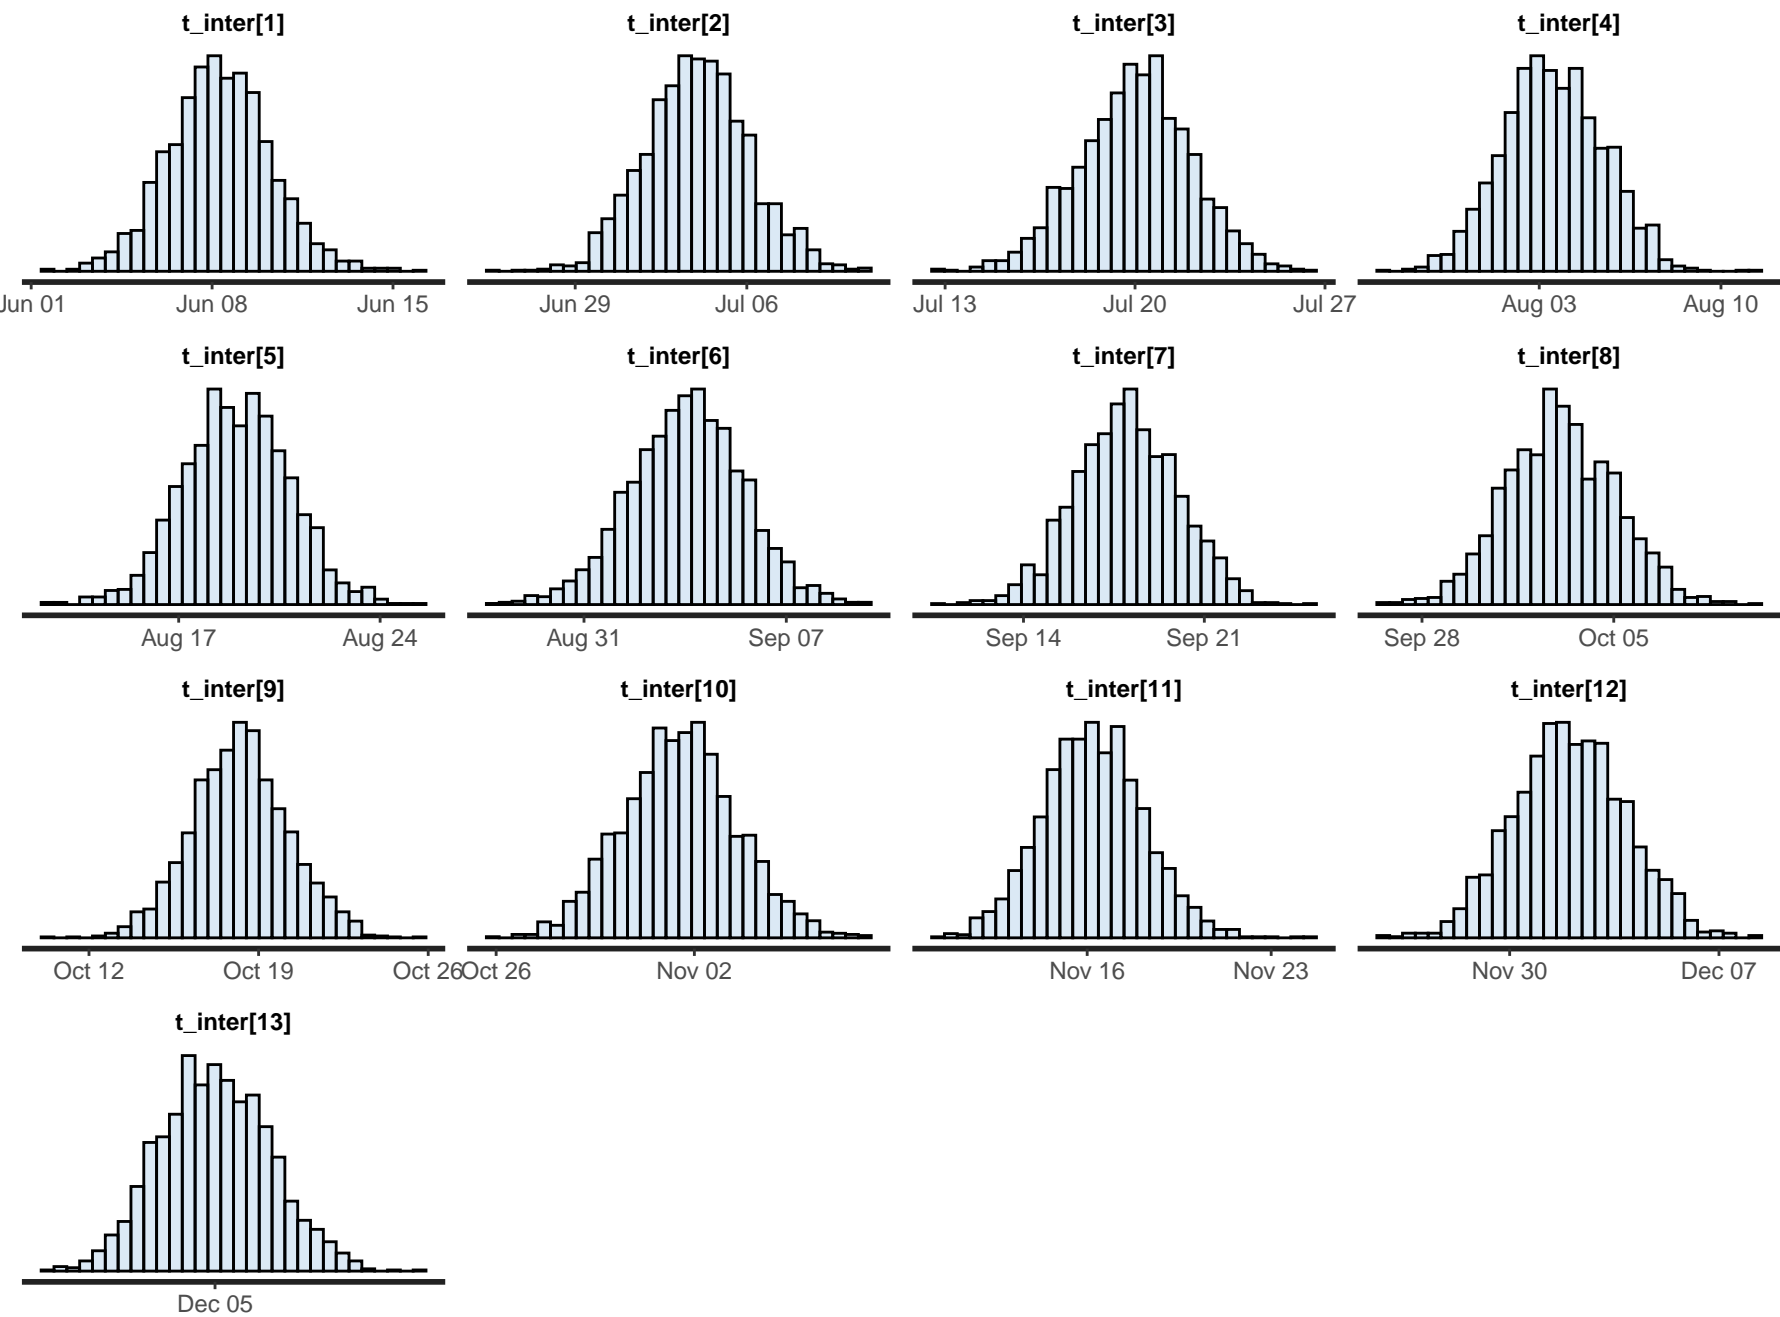 t_inter[1] t_inter[2] t_inter[3] t_inter[4]
Jun 01 Jun 08 Jun 15 Jun 29 Jul 06 Jul 13 Jul 20 Jul 27 Aug 03 Aug 10
t_inter[5] t_inter[6] t_inter[7] t_inter[8]
Aug 17 Aug 24 Aug 31 Sep 07 Sep 14 Sep 21 Sep 28 Oct 05
t_inter[9] t_inter[10] t_inter[11] t_inter[12]
Oct 12 Oct 19 Oct 26 Oct 26 Nov 02 Nov 16 Nov 23 Nov 30 Dec 07
t_inter[13]
Dec 05